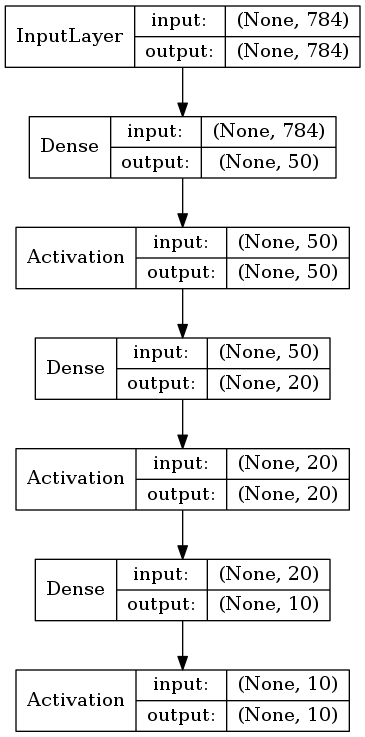 InputLayer
input: (None, 784)
output: (None, 784)
Dense
input: (None, 784)
output: (None, 50)
Activation
input: (None, 50)
output: (None, 50)
Dense
input: (None, 50)
output: (None, 20)
Activation
input: (None, 20)
output: (None, 20)
Dense
input: (None, 20)
output: (None, 10)
Activation
input: (None, 10)
output: (None, 10)